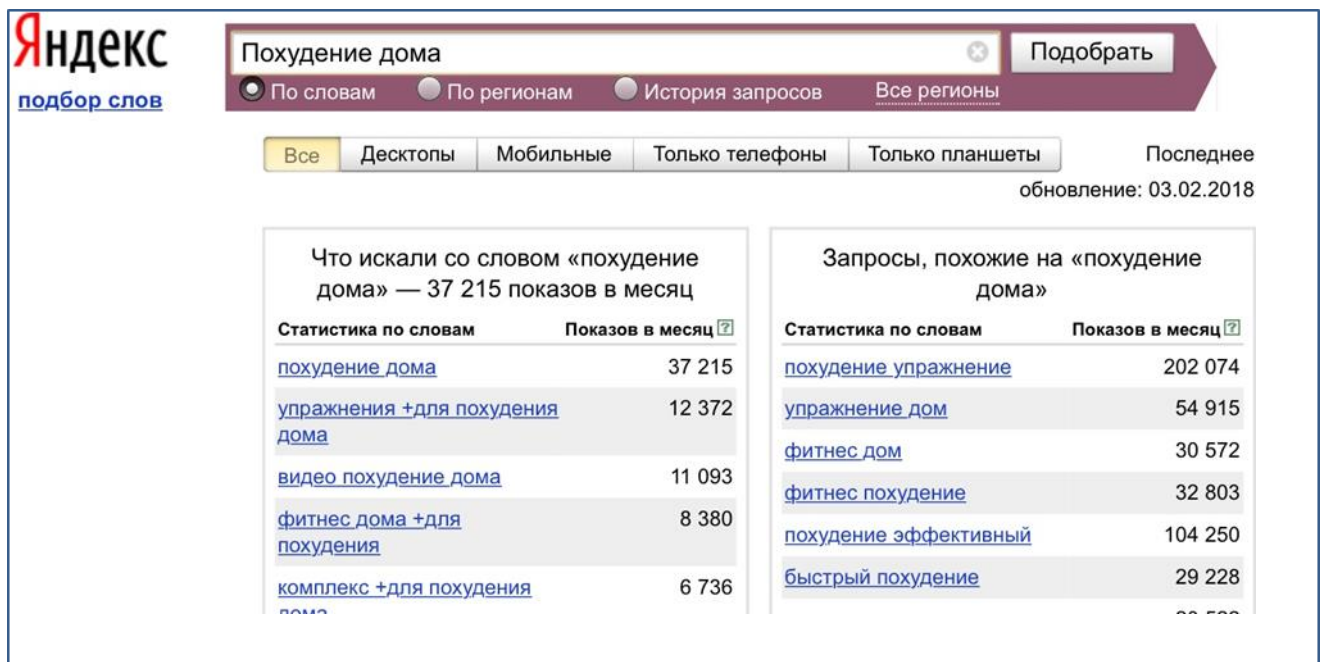 Яндекс
подбор слов
Похудение дома
Подобрать
По словам По регионам История запросов Все регионы
Все Десктопы Мобильные Только телефоны Только планшеты
Последнее
обновление: 03.02.2018
Что искали со словом «похудение
дома» — 37 215 показов в месяц
Статистика по словам Показов в месяц ?
похудение дома 37 215
упражнения +для похудения 12 372
дома
видео похудение дома 11 093
фитнес дома +для 8 380
похудения
комплекс +для похудения 6 736
дома
Запросы, похожие на «похудение
дома»
Статистика по словам Показов в месяц ?
похудение упражнение 202 074
упражнение дом 54 915
фитнес дом 30 572
фитнес похудение 32 803
похудение эффективный 104 250
быстрый похудение 29 228